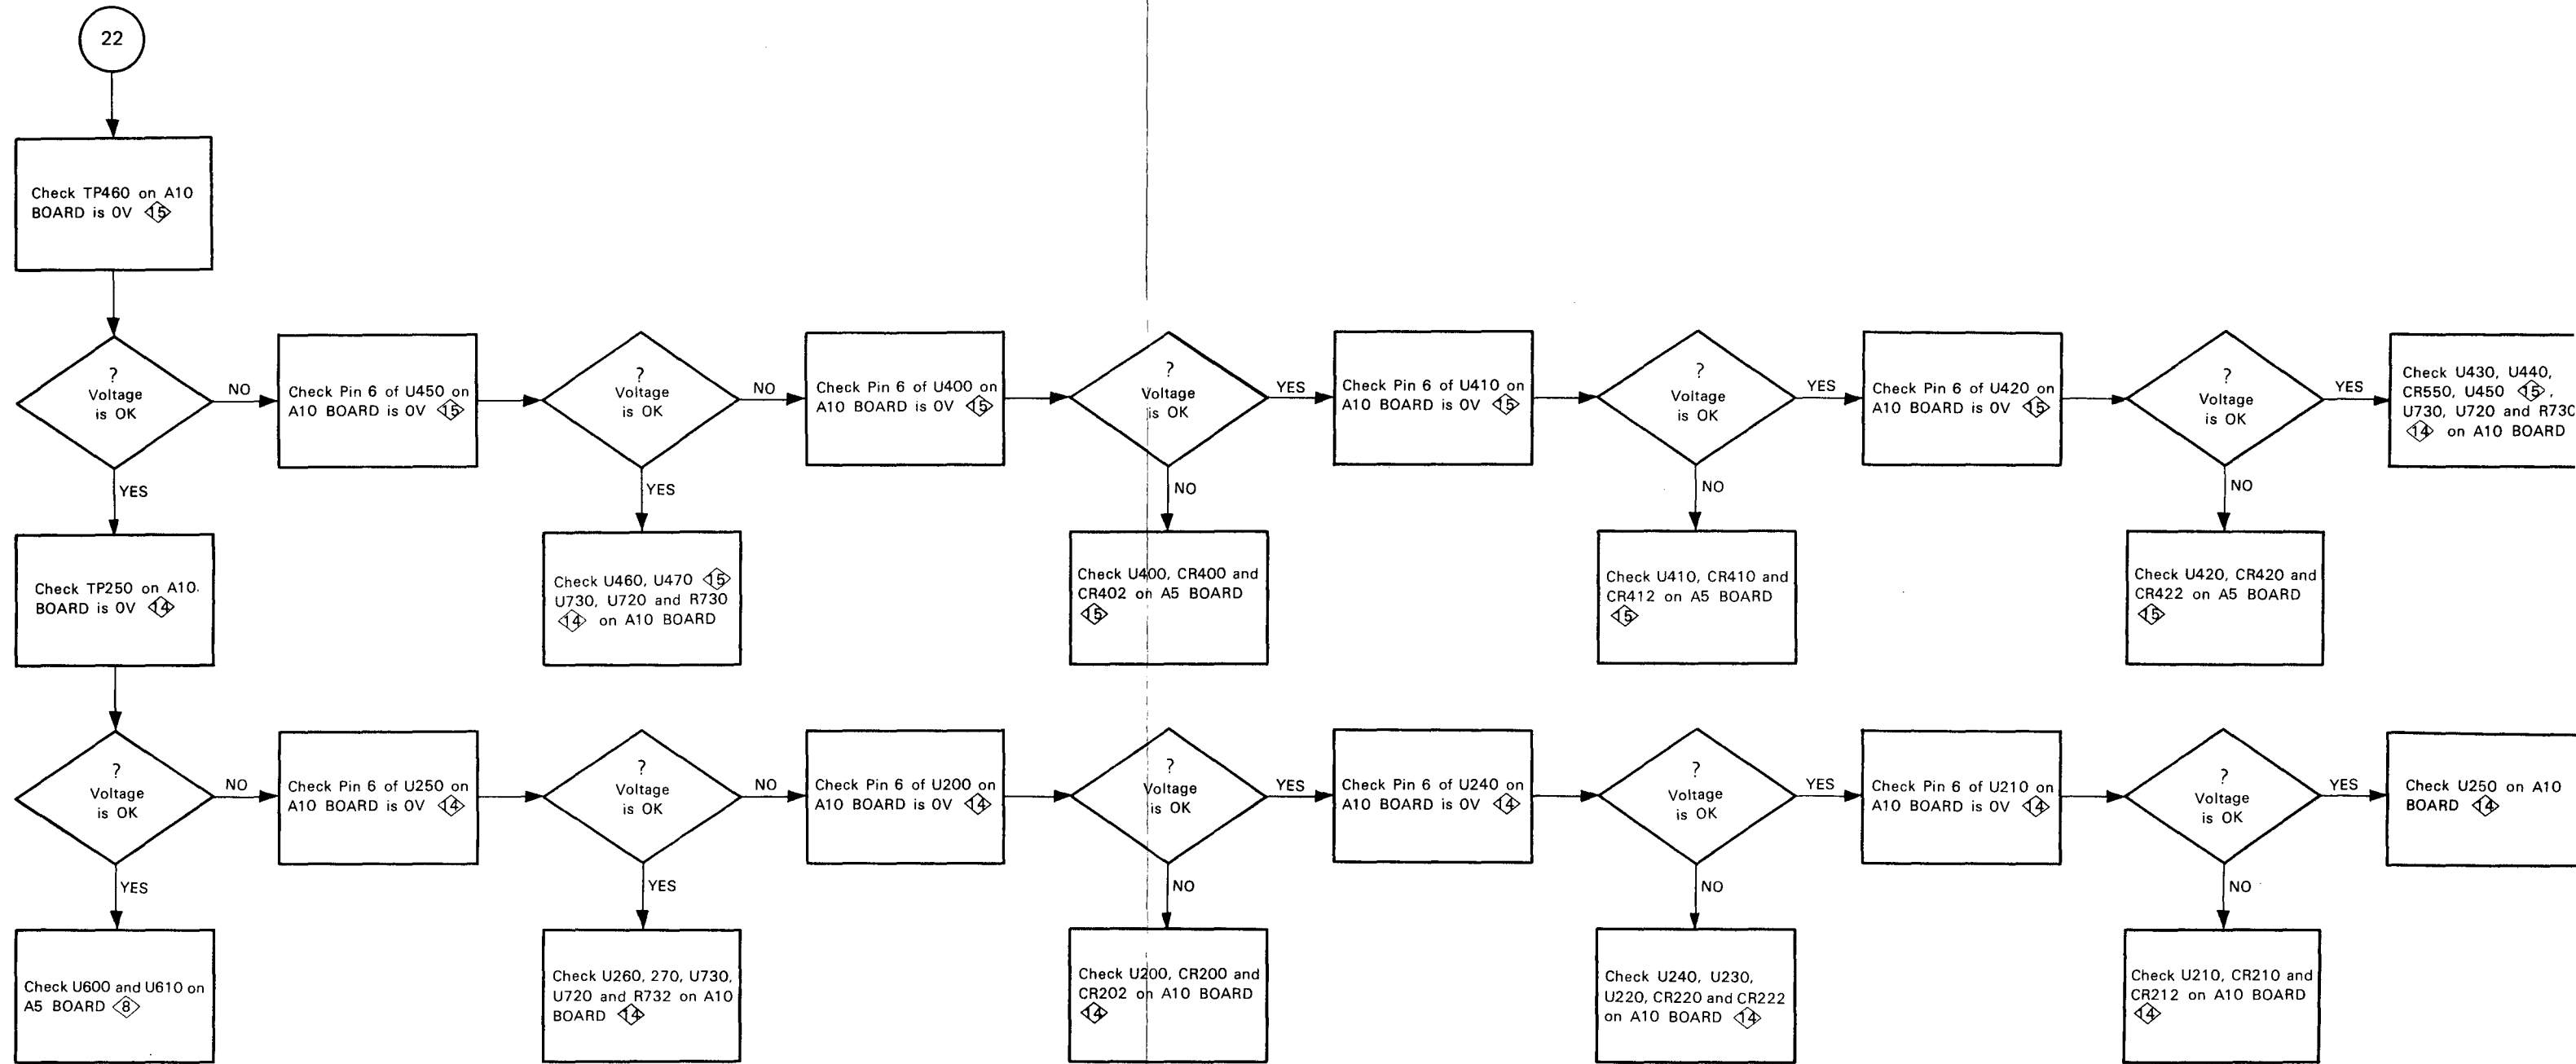 22
Check TP460 on A10
BOARD is 0V 15
?
Voltage
is OK
NO
YES
Check Pin 6 of U450 on
A10 BOARD is 0V 15
?
Voltage
is OK
NO
YES
Check Pin 6 of U400 on
A10 BOARD is 0V 15
?
Voltage
is OK
YES
NO
Check Pin 6 of U410 on
A10 BOARD is 0V 15
?
Voltage
is OK
YES
NO
Check Pin 6 of U420 on
A10 BOARD is 0V 15
?
Voltage
is OK
YES
NO
Check U430, U440,
CR550, U450 15,
U730, U720 and R730
14 on A10 BOARD
Check TP250 on A10.
BOARD is 0V 14
Check U460, U470 15
U730, U720 and R730
14 on A10 BOARD
Check U400, CR400 and
CR402 on A5 BOARD
15
Check U410, CR410 and
CR412 on A5 BOARD
15
Check U420, CR420 and
CR422 on A5 BOARD
15
?
Voltage
is OK
NO
YES
Check Pin 6 of U250 on
A10 BOARD is 0V 14
?
Voltage
is OK
NO
YES
Check Pin 6 of U200 on
A10 BOARD is 0V 14
?
Voltage
is OK
YES
NO
Check Pin 6 of U240 on
A10 BOARD is 0V 14
?
Voltage
is OK
YES
NO
Check Pin 6 of U210 on
A10 BOARD is 0V 14
?
Voltage
is OK
YES
NO
Check U250 on A10
BOARD 14
Check U600 and U610 on
A5 BOARD 8
Check U260, 270, U730,
U720 and R732 on A10
BOARD 14
Check U200, CR200 and
CR202 on A10 BOARD
14
Check U240, U230,
U220, CR220 and CR222
on A10 BOARD 14
Check U210, CR210 and
CR212 on A10 BOARD
14